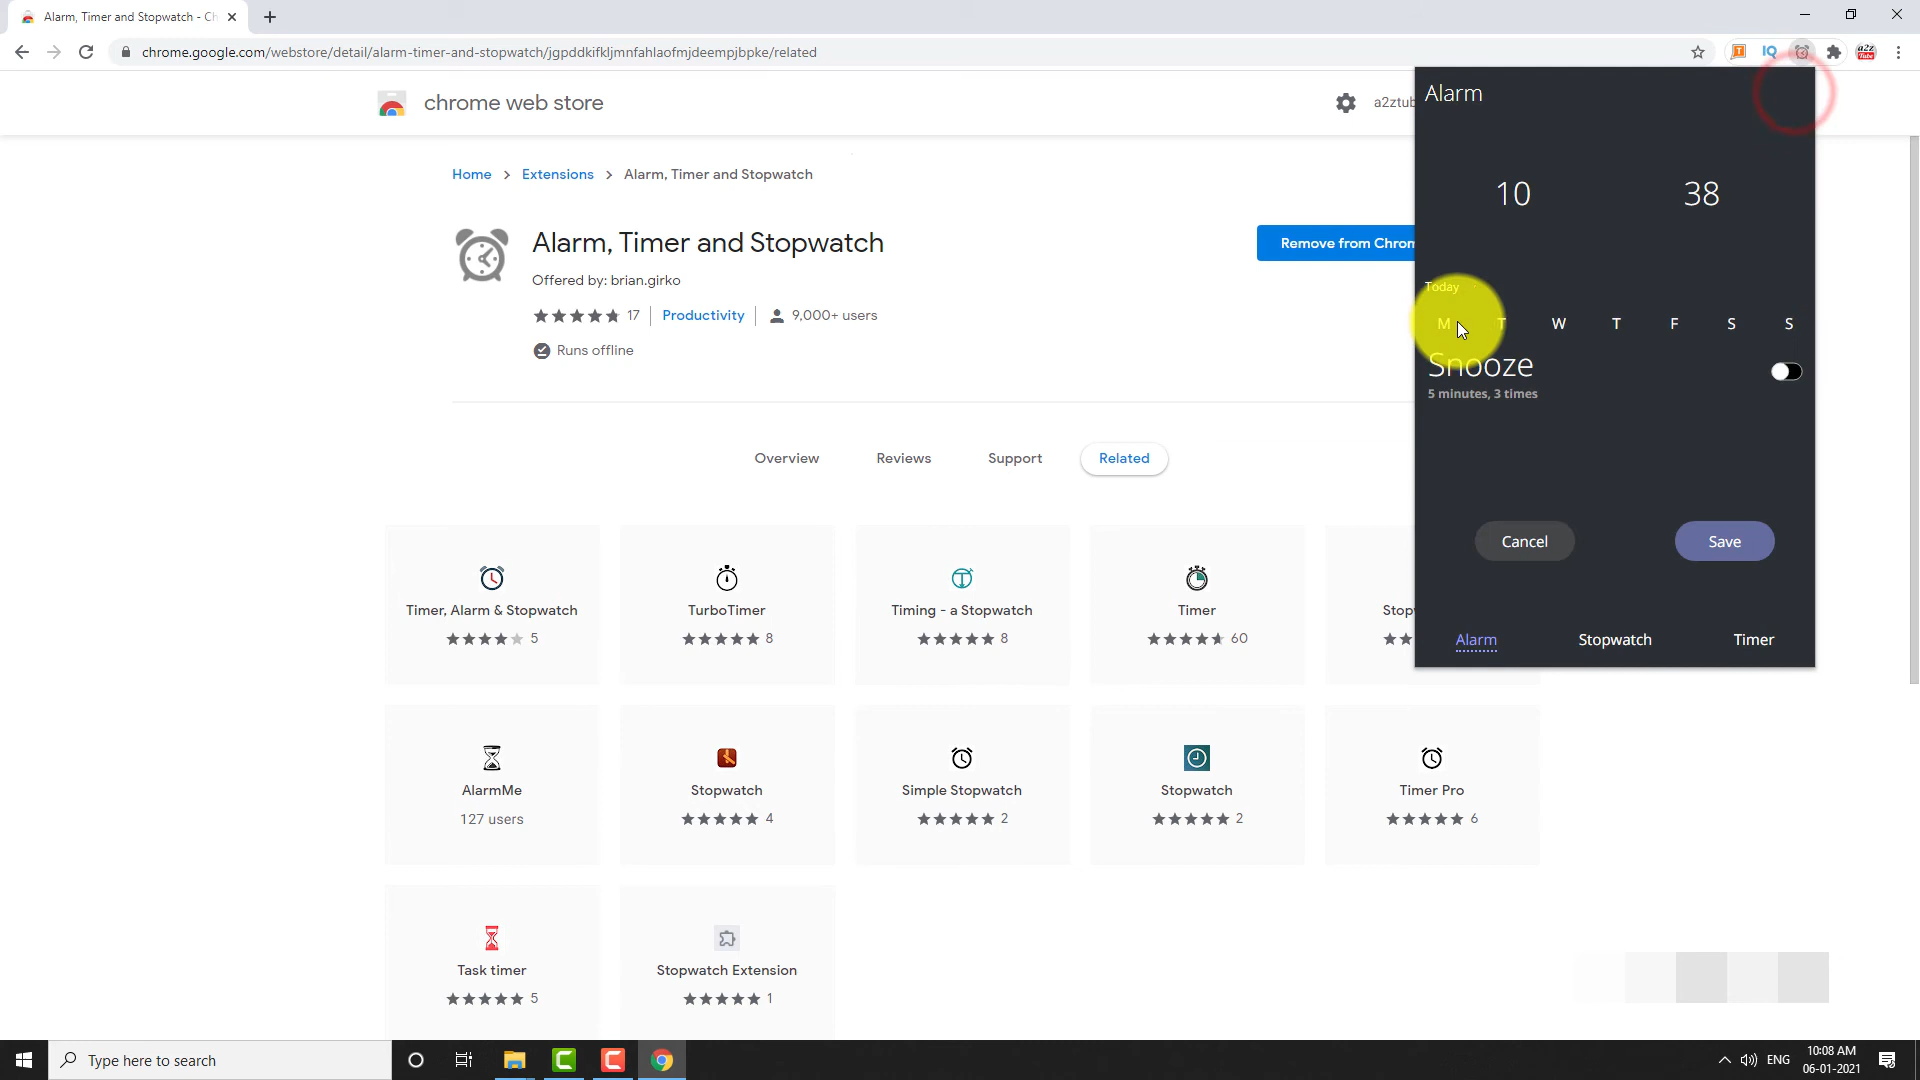 Alarm, Timer and Stopwatch - Ch
chrome.google.com/webstore/detail/alarm-timer-and-stopwatch/jgpddkifkljmnfahlaofmjdeempjbpke/related
IQ
a2z
Tube
chrome web store
a2ztub
Home > Extensions > Alarm, Timer and Stopwatch
Alarm, Timer and Stopwatch
Remove from Chrom
Offered by: brian.girko
17 Productivity 9,000+ users
Runs offline
Overview Reviews Support Related
Timer, Alarm & Stopwatch
5
TurboTimer
8
Timing - a Stopwatch
8
Timer
60
Stop
AlarmMe
127 users
Stopwatch
4
Simple Stopwatch
2
Stopwatch
2
Timer Pro
6
Task timer
5
Stopwatch Extension
1
Alarm
10 38
Today
M T W T F S S
Snooze
5 minutes, 3 times
Cancel Save
Alarm Stopwatch Timer
Type here to search
ENG
10:08 AM
06-01-2021